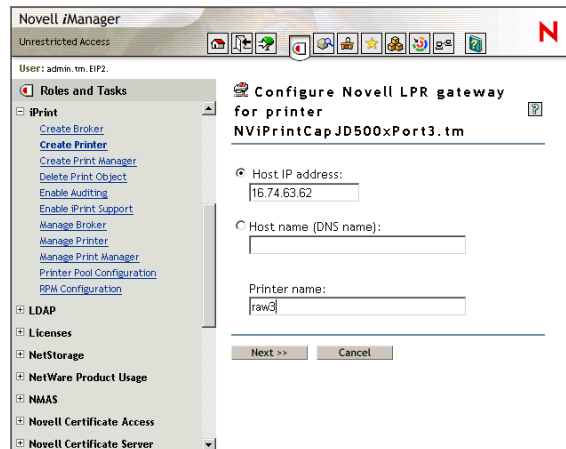 Novell iManager
Unrestricted Access
N
User: admin.tm.EIP2.
Roles and Tasks
iPrint
Create Broker
Create Printer
Create Print Manager
Delete Print Object
Enable Auditing
Enable iPrint Support
Manage Broker
Manage Printer
Manage Print Manager
Printer Pool Configuration
RPM Configuration
LDAP
Licenses
NetStorage
NetWare Product Usage
NMAS
Novell Certificate Access
Novell Certificate Server
Configure Novell LPR gateway
for printer
NViPrintCapJD500xPort3.tm
?
Host IP address:
16.74.63.62
Host name (DNS name):
Printer name:
raw3
Next >>
Cancel